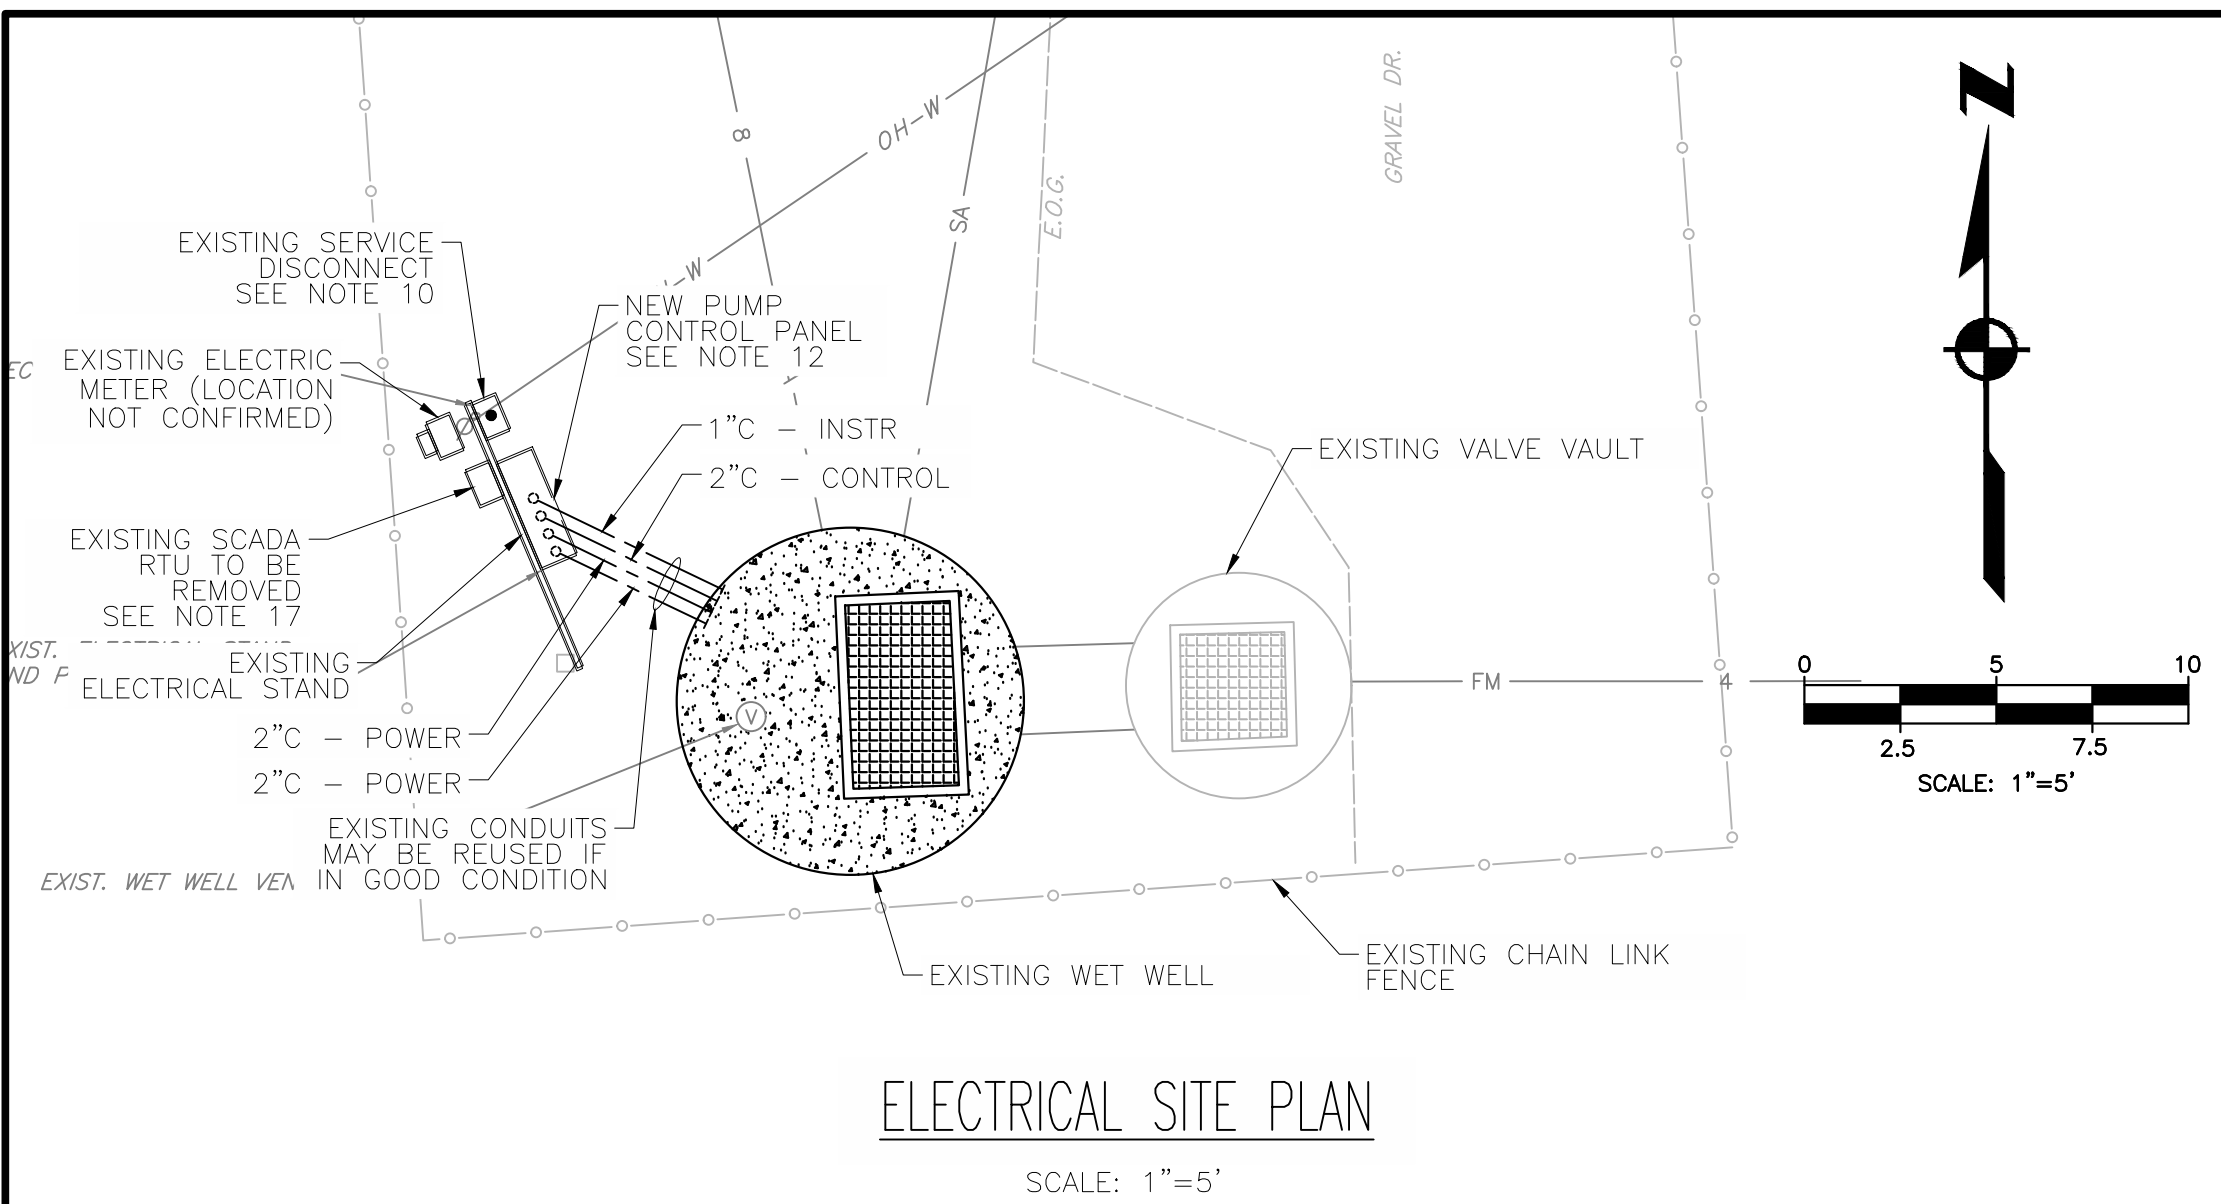 8
OH-W
GRAVEL DR.
N
SA
E.O.G.
EXISTING SERVICE
DISCONNECT
SEE NOTE 10
-W
NEW PUMP
CONTROL PANEL
SEE NOTE 12
EC
EXISTING ELECTRIC
METER (LOCATION
NOT CONFIRMED)
1"C - INSTR
2"C - CONTROL
EXISTING VALVE VAULT
EXISTING SCADA
RTU TO BE
REMOVED
SEE NOTE 17
XIST.
ND P
EXISTING
ELECTRICAL STAND
FM
4
V
2"C - POWER
2"C - POWER
EXISTING CONDUITS
MAY BE REUSED IF
IN GOOD CONDITION
EXIST. WET WELL VEN
EXISTING WET WELL
EXISTING CHAIN LINK
FENCE
0 5 10
2.5 7.5
SCALE: 1"=5'
ELECTRICAL SITE PLAN
SCALE: 1"=5'